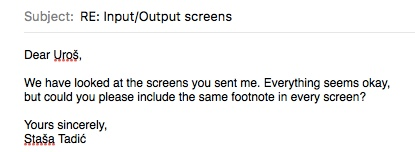 Subject: RE: Input/Output screens
Dear Uroš,
We have looked at the screens you sent me. Everything seems okay,
but could you please include the same footnote in every screen?
Yours sincerely,
Staša Tadić